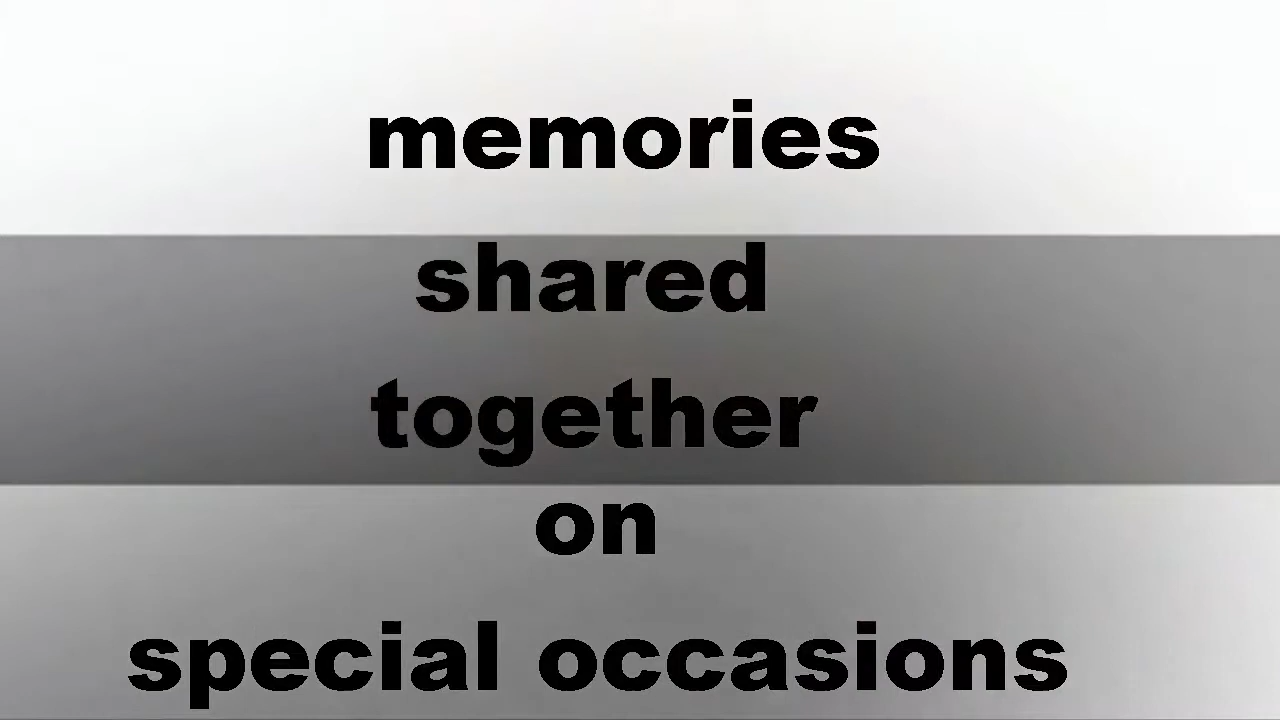 memories
shared
together
on
special occasions